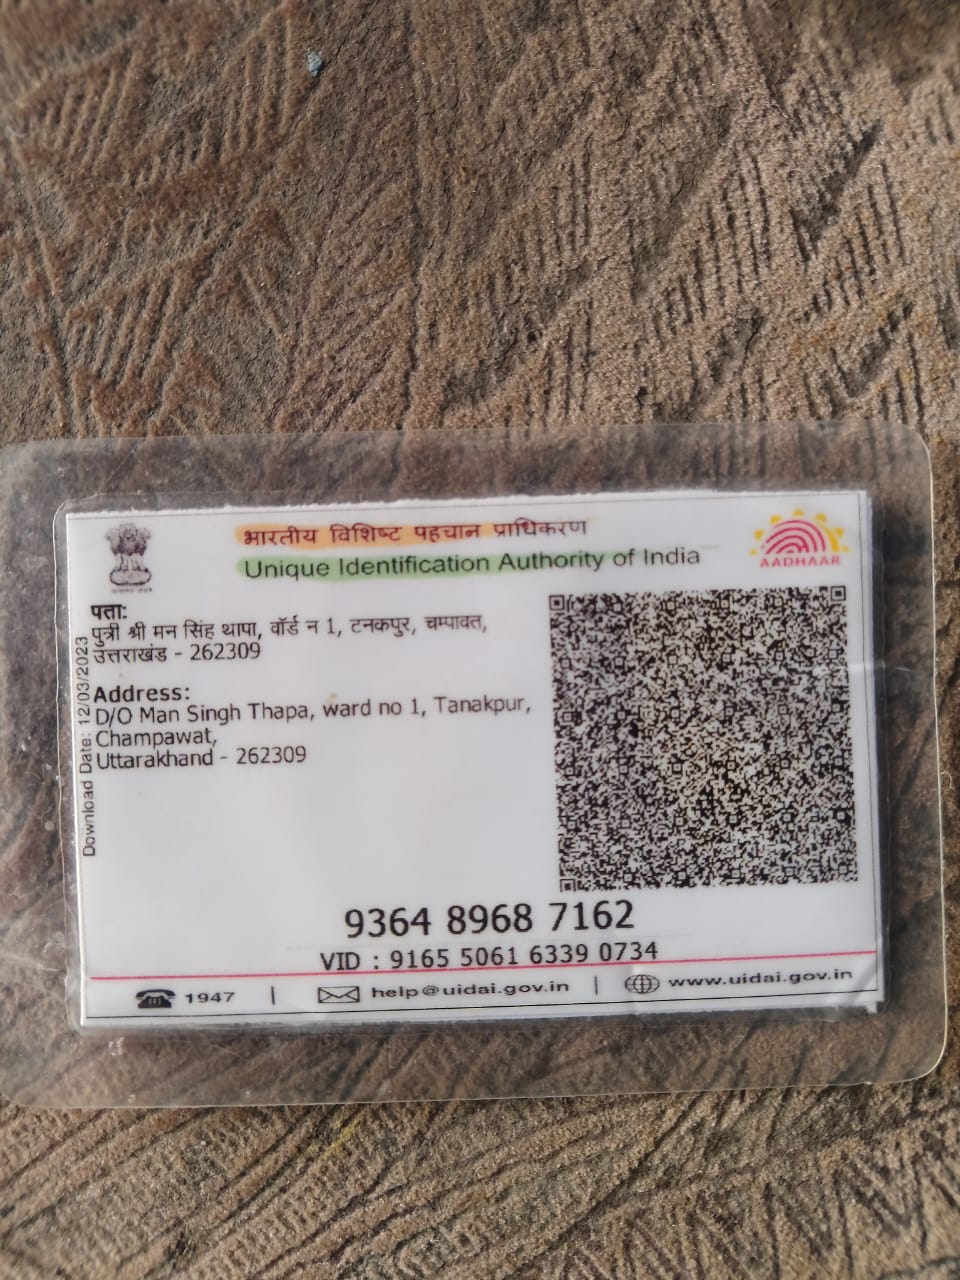 भारतीय विशिष्ट पहचान प्राधिकरण
Unique Identification Authority of India
AADHAAR
पता:
पुत्री श्री मन सिंह थापा, वॉर्ड न 1, टनकपुर, चम्पावत,
उत्तराखंड - 262309
Address:
D/O Man Singh Thapa, ward no 1, Tanakpur,
Champawat,
Uttarakhand - 262309
Download Date: 12/03/2023
9364 8968 7162
VID : 9165 5061 6339 0734
1947 | help@uidai.gov.in | www.uidai.gov.in